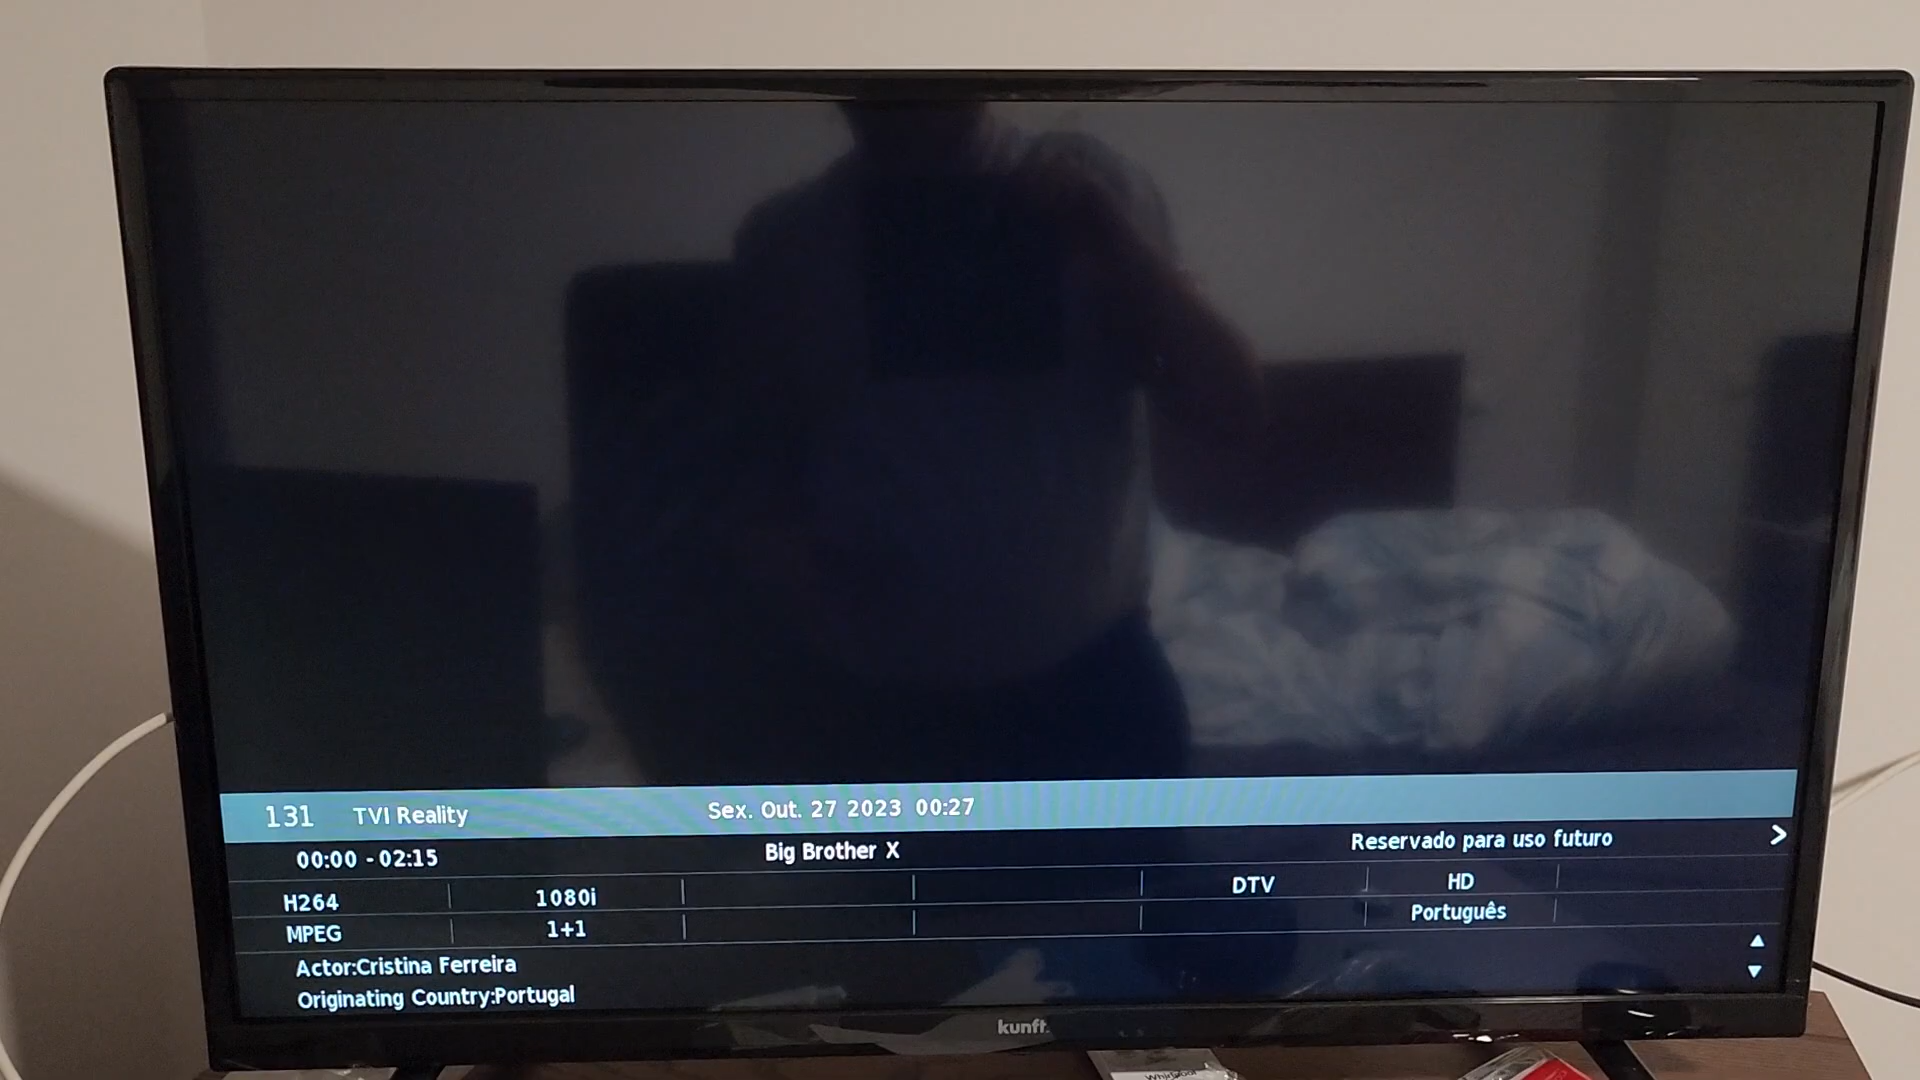 131 TVI Reality Sex. Out. 27 2023 00:27
00:00 - 02:15 Big Brother X Reservado para uso futuro >
H264 1080i DTV HD
MPEG 1+1 Português
Actor:Cristina Ferreira
Originating Country:Portugal
kunft